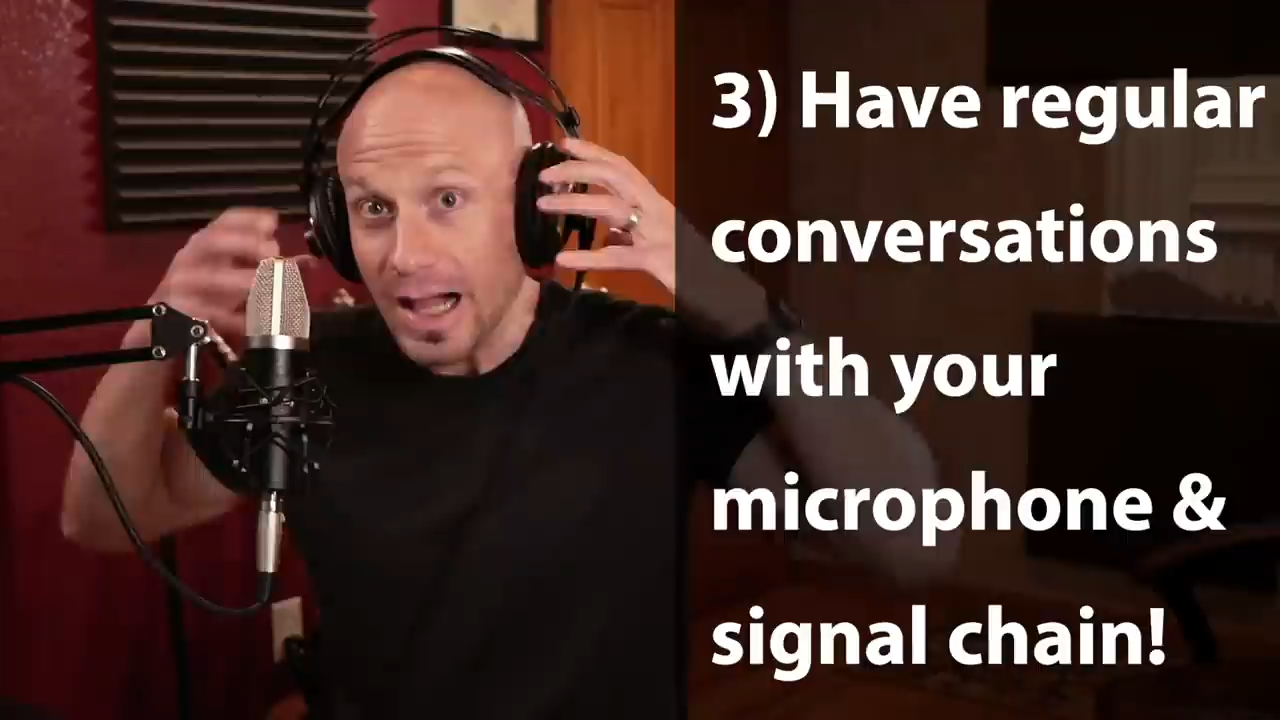 3) Have regular
conversations
with your
microphone &
signal chain!